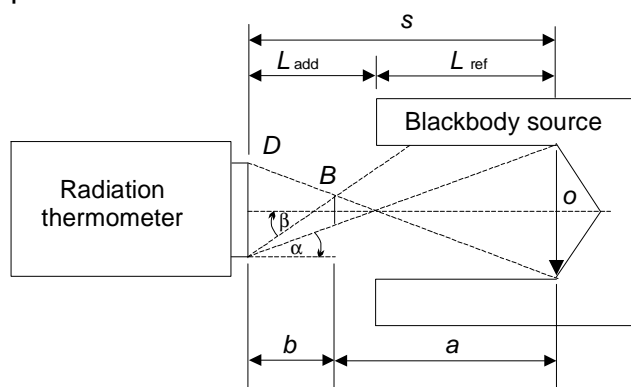 s
L add
L ref
Blackbody source
D
B
Radiation
thermometer
o
β
α
b
a